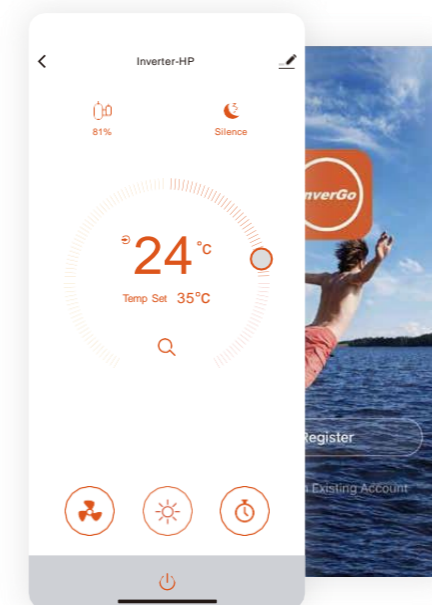 Inverter-HP
81%
Silence
24°C
Temp Set 35°C
nverGo
Register
Existing Account